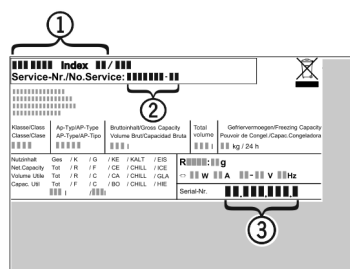 1
Index /
Service-Nr./No.Service: -
2
Klasse/Class Ap-Typ/AP-Type Bruttoinhalt/Gross Capacity Total Gefriervermoegen/Freezing Capacity
Classe/Clase AP-Type/AP-Tipo Volume Brut/Capacidad Bruta volume Pouvoir de Congel./Capac.Congeladora
l l kg / 24 h
Nutzinhalt Ges / K / G / KE / KALT / EIS
Net.Capacity Tot / R / F / CE / CHILL / ICE
Volume Utile Tot / R / C / CA / CHILL / GLA
Capac. Util Tot / F / C / BO / CHILL / HIE
l / l
R : g
W A - V Hz
Serial-Nr. . . .
3